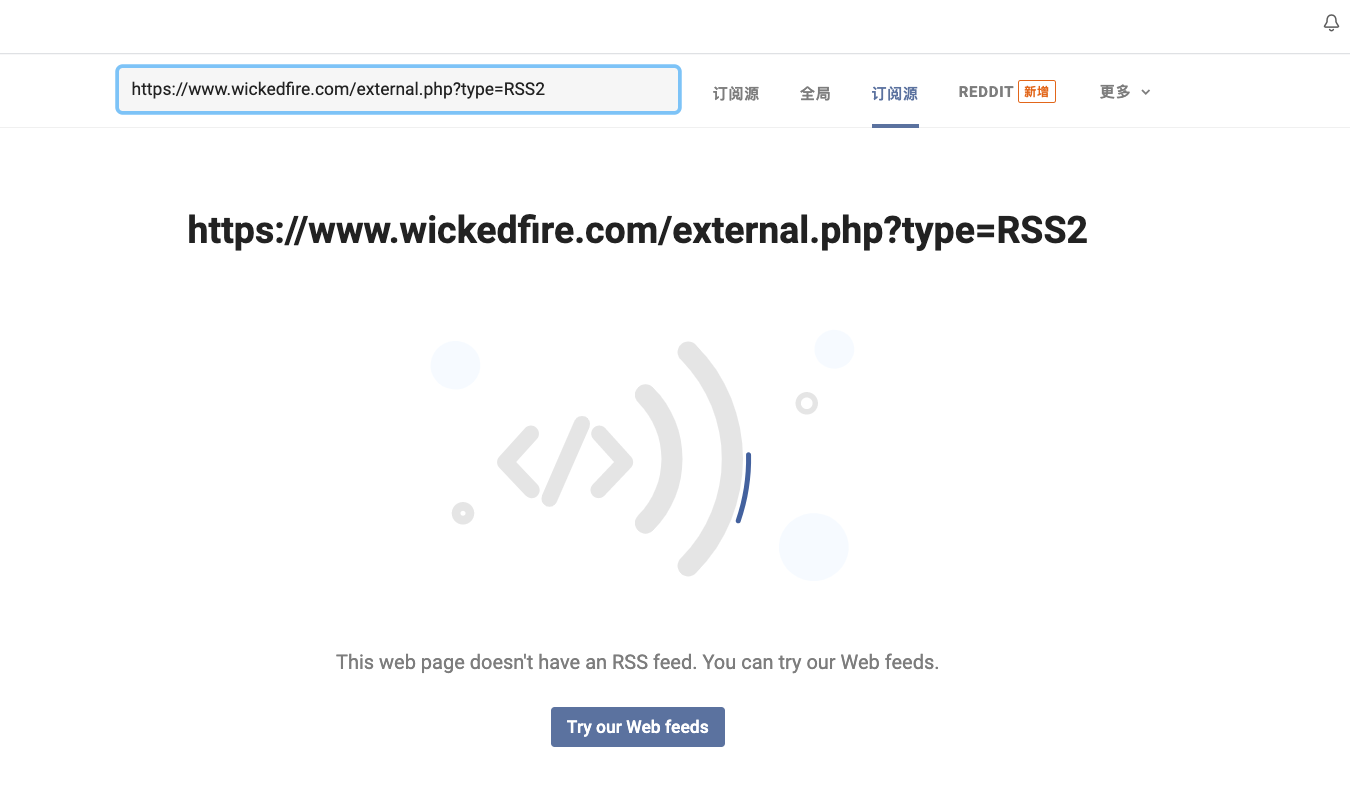 https://www.wickedfire.com/external.php?type=RSS2
订阅源 全局 订阅源 REDDIT 新增 更多
https://www.wickedfire.com/external.php?type=RSS2
This web page doesn't have an RSS feed. You can try our Web feeds.
Try our Web feeds